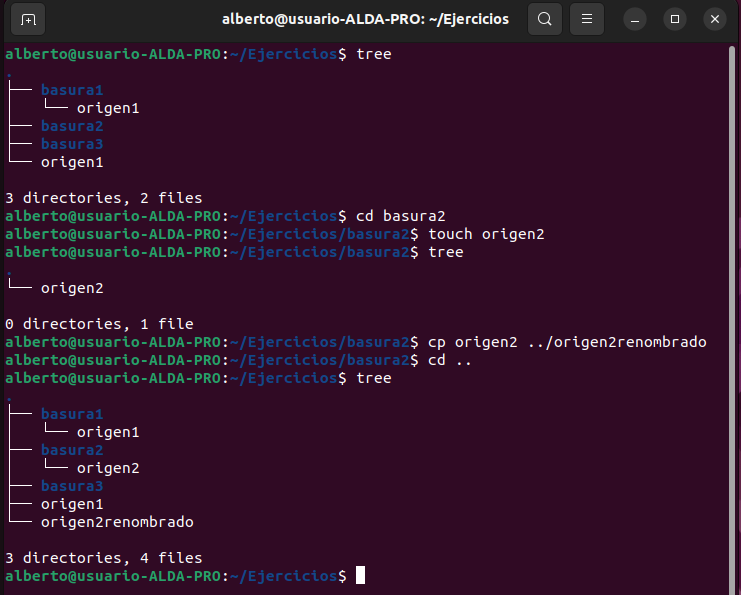 alberto@usuario-ALDA-PRO: ~/Ejercicios
alberto@usuario-ALDA-PRO:~/Ejercicios$ tree
.
├── basura1
│   └── origen1
├── basura2
├── basura3
└── origen1

3 directories, 2 files
alberto@usuario-ALDA-PRO:~/Ejercicios$ cd basura2
alberto@usuario-ALDA-PRO:~/Ejercicios/basura2$ touch origen2
alberto@usuario-ALDA-PRO:~/Ejercicios/basura2$ tree
.
└── origen2

0 directories, 1 file
alberto@usuario-ALDA-PRO:~/Ejercicios/basura2$ cp origen2 ../origen2renombrado
alberto@usuario-ALDA-PRO:~/Ejercicios/basura2$ cd ..
alberto@usuario-ALDA-PRO:~/Ejercicios$ tree
.
├── basura1
│   └── origen1
├── basura2
│   └── origen2
├── basura3
├── origen1
└── origen2renombrado

3 directories, 4 files
alberto@usuario-ALDA-PRO:~/Ejercicios$